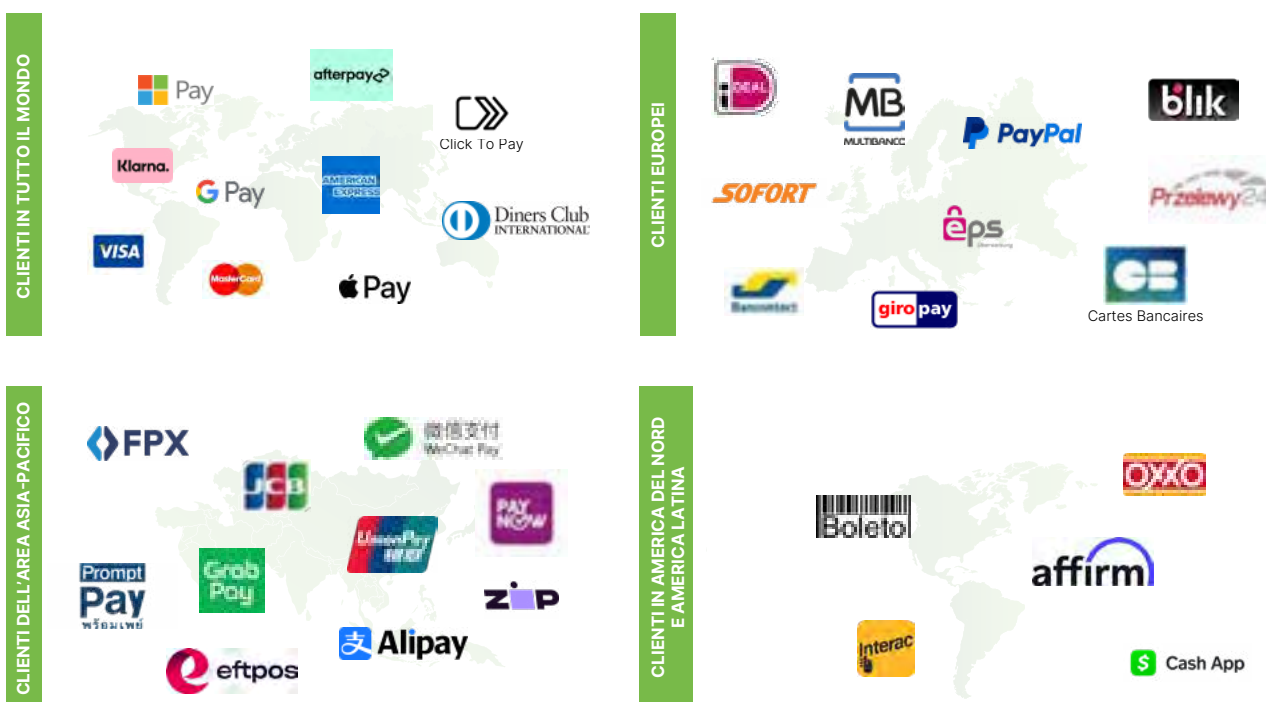 CLIENTI IN TUTTO IL MONDO
Pay
afterpay
Click To Pay
Klarna.
G Pay
AMERICAN
EXPRESS
Diners Club
INTERNATIONAL®
VISA
MasterCard
Pay
CLIENTI EUROPEI
iDEAL
MB
MULTIBANCO
PayPal
blik
SOFORT
Przelewy24
eps
Überweisung
Bancontact
giropay
CB
Cartes Bancaires
CLIENTI DELL'AREA ASIA-PACIFICO
FPX
微信支付
WeChat Pay
JCB
PAY
NOW
UnionPay
银联
Grab
Pay
Prompt
Pay
พร้อมเพย์
zip
支 Alipay
eftpos
CLIENTI IN AMERICA DEL NORD
E AMERICA LATINA
OXXO
Boleto
affirm
Interac
$ Cash App